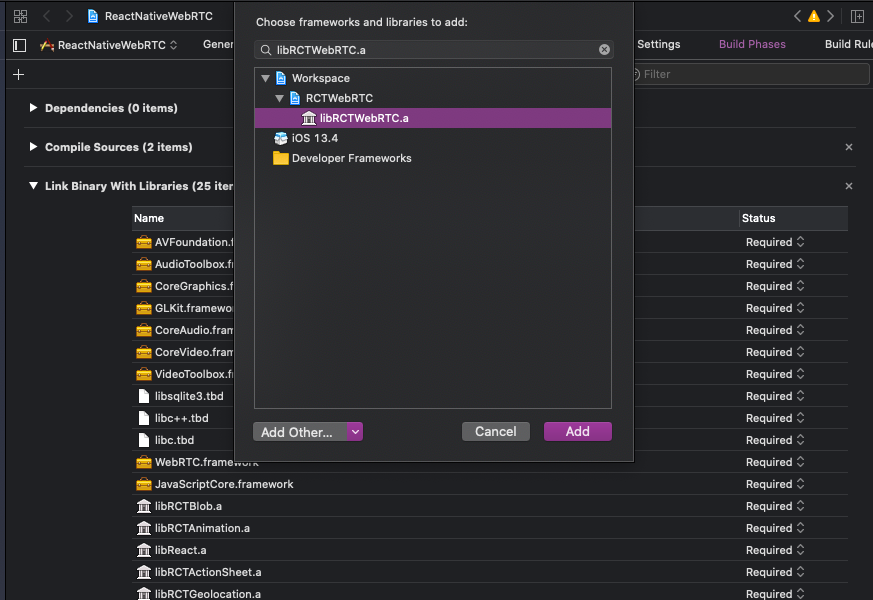 ReactNativeWebRTC
ReactNativeWebRTC
Gener
Settings
Build Phases
Build Rule
Filter
Choose frameworks and libraries to add:
libRCTWebRTC.a
Workspace
RCTWebRTC
libRCTWebRTC.a
iOS 13.4
Developer Frameworks
Add Other...
Cancel
Add
Dependencies (0 items)
Compile Sources (2 items)
Link Binary With Libraries (25 iter
Name Status
AVFoundation.f Required
AudioToolbox.fr Required
CoreGraphics.f Required
GLKit.framewor Required
CoreAudio.fram Required
CoreVideo.fram Required
VideoToolbox.fr Required
libsqlite3.tbd Required
libc++.tbd Required
libc.tbd Required
WebRTC.framework Required
JavaScriptCore.framework Required
libRCTBlob.a Required
libRCTAnimation.a Required
libReact.a Required
libRCTActionSheet.a Required
libRCTGeolocation.a Required